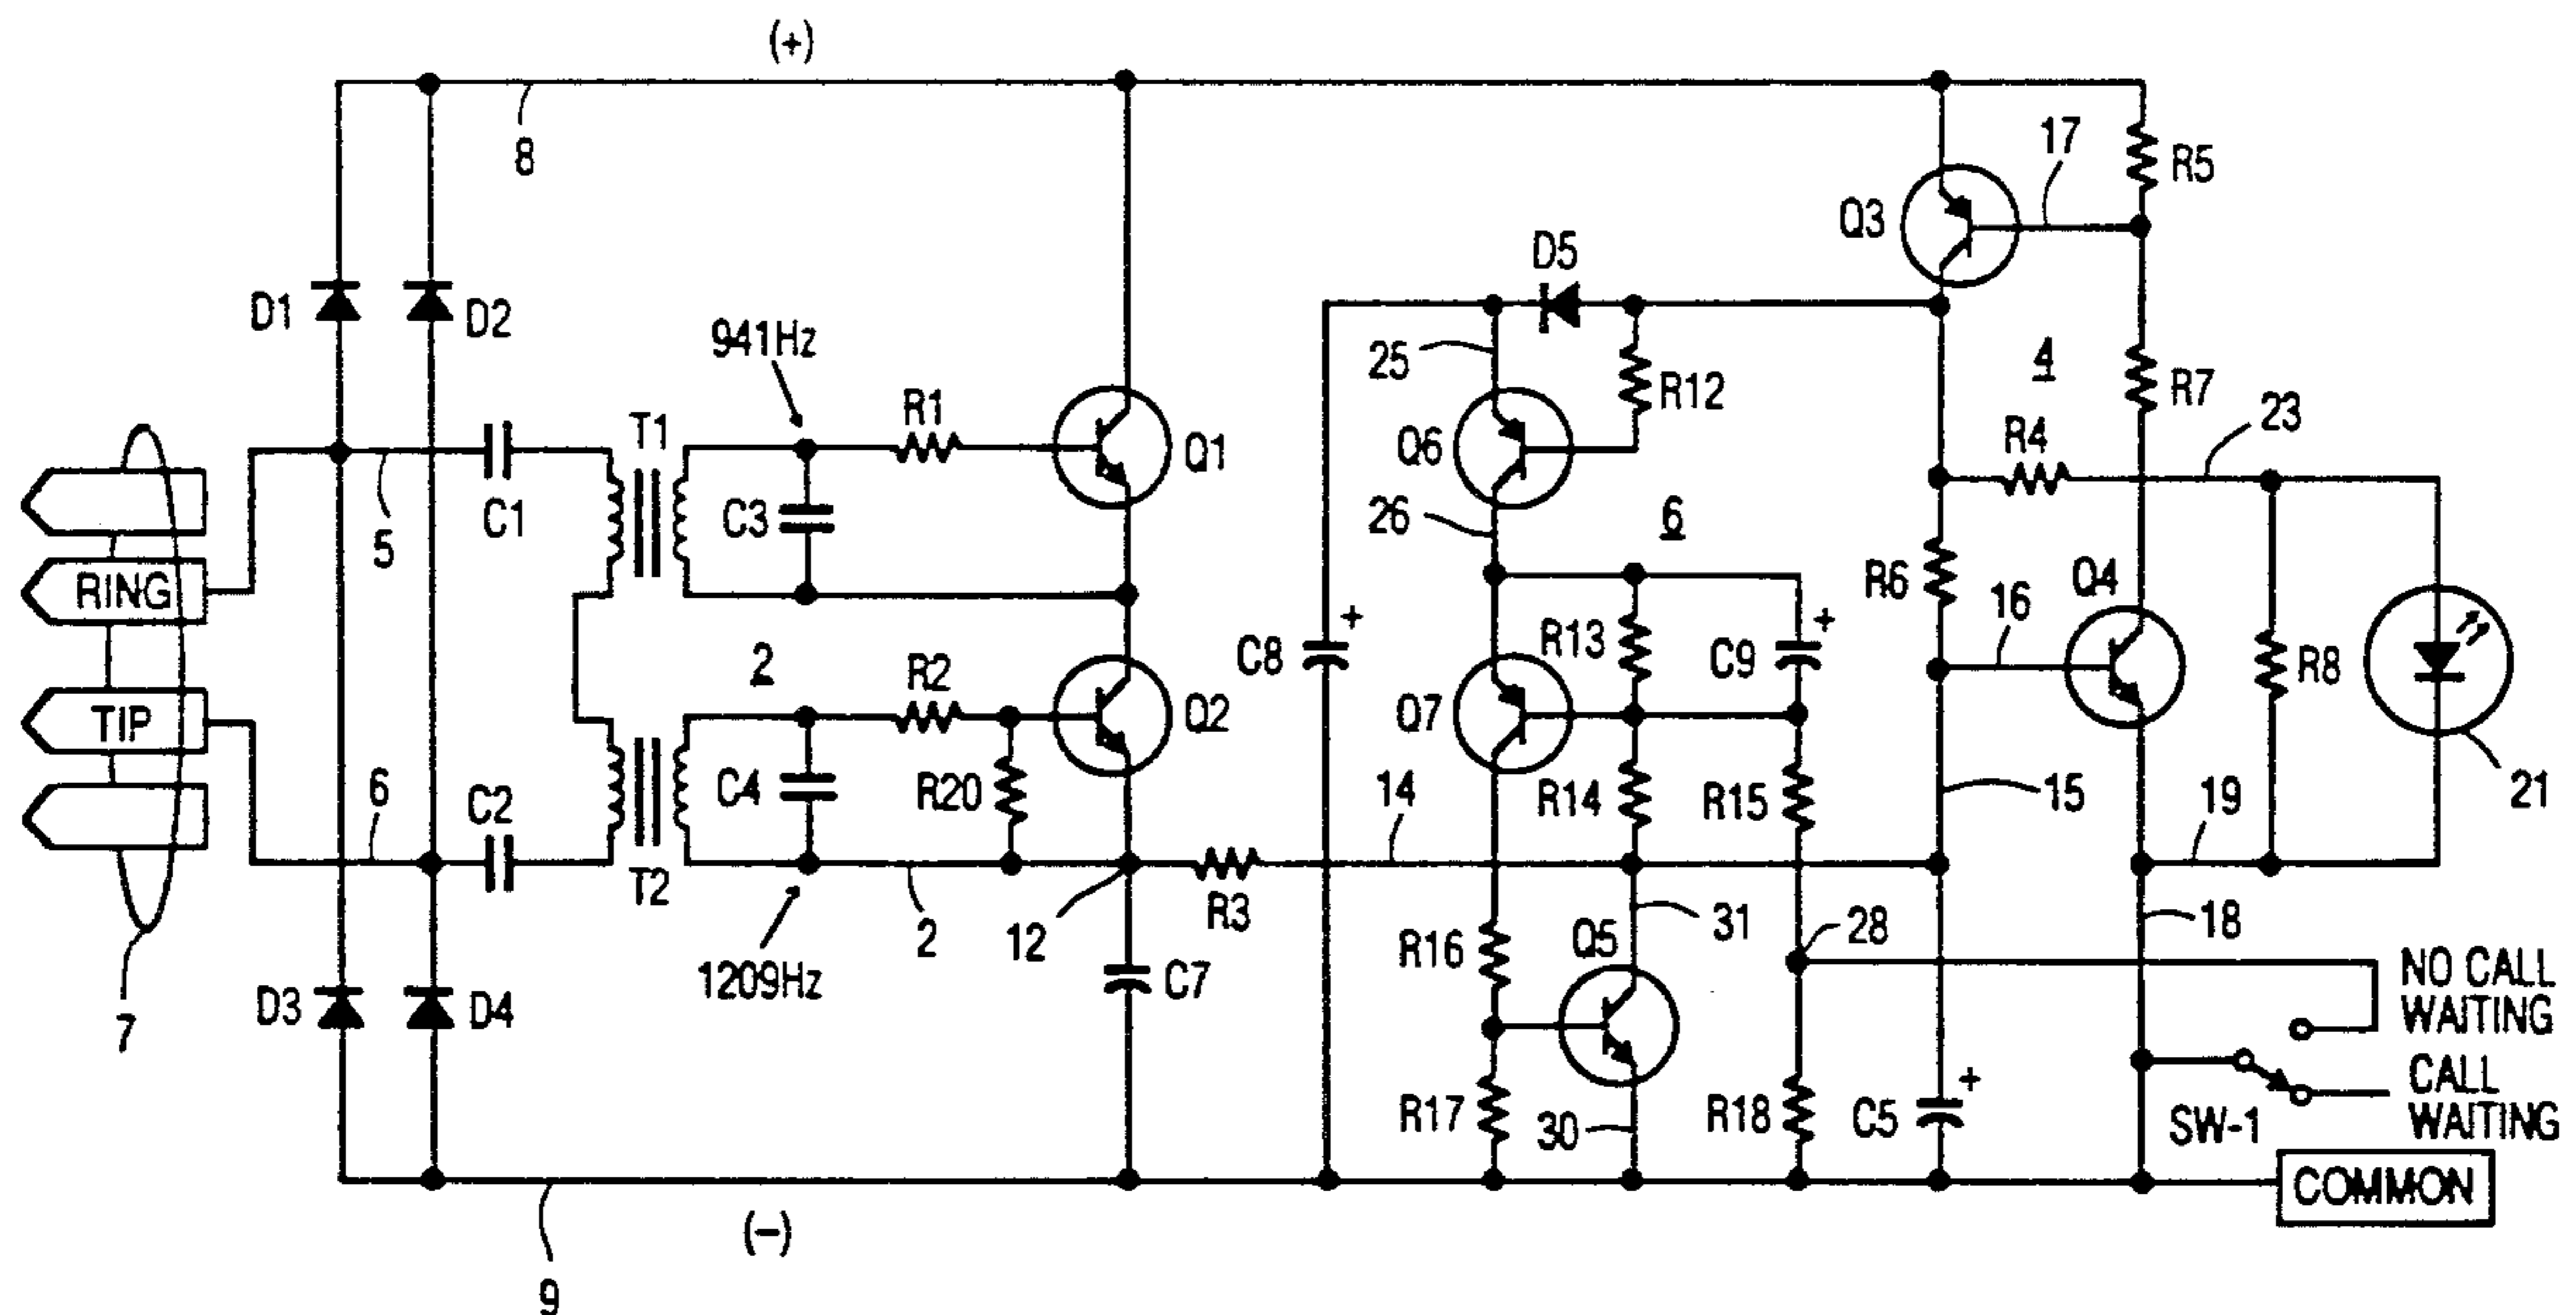 (+)
8
17
R5
Q3
D5
D1
D2
941Hz
R1
T1
Q1
C1
5
C3
25
R12
Q6
26
4
R7
R4
23
6
RING
TIP
7
R6
16
Q4
2
R2
Q2
C8
+
R13
C9
+
R8
Q7
6
C2
C4
R20
T2
14
R14
R15
15
19
21
R3
2
12
1209Hz
R16
Q5
31
28
18
NO CALL
WAITING
D3
D4
C7
R17
30
R18
C5
+
SW-1
CALL
WAITING
COMMON
(-)
9